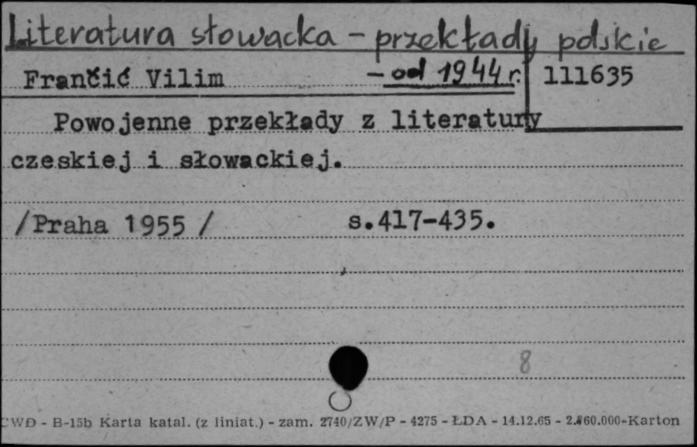 Literatura słowacka - przekłady polskie
Frančić Vilim - od 1944 r. 111635
Powojenne przekłady z literatury
czeskiej i słowackiej.
/Praha 1955 / s.417-435.
8
CWD - B-15b Karta katal. (z liniat.) - zam. 2740/ZW/P - 4275 - ŁDA - 14.12.65 - 2.460.000-Karton